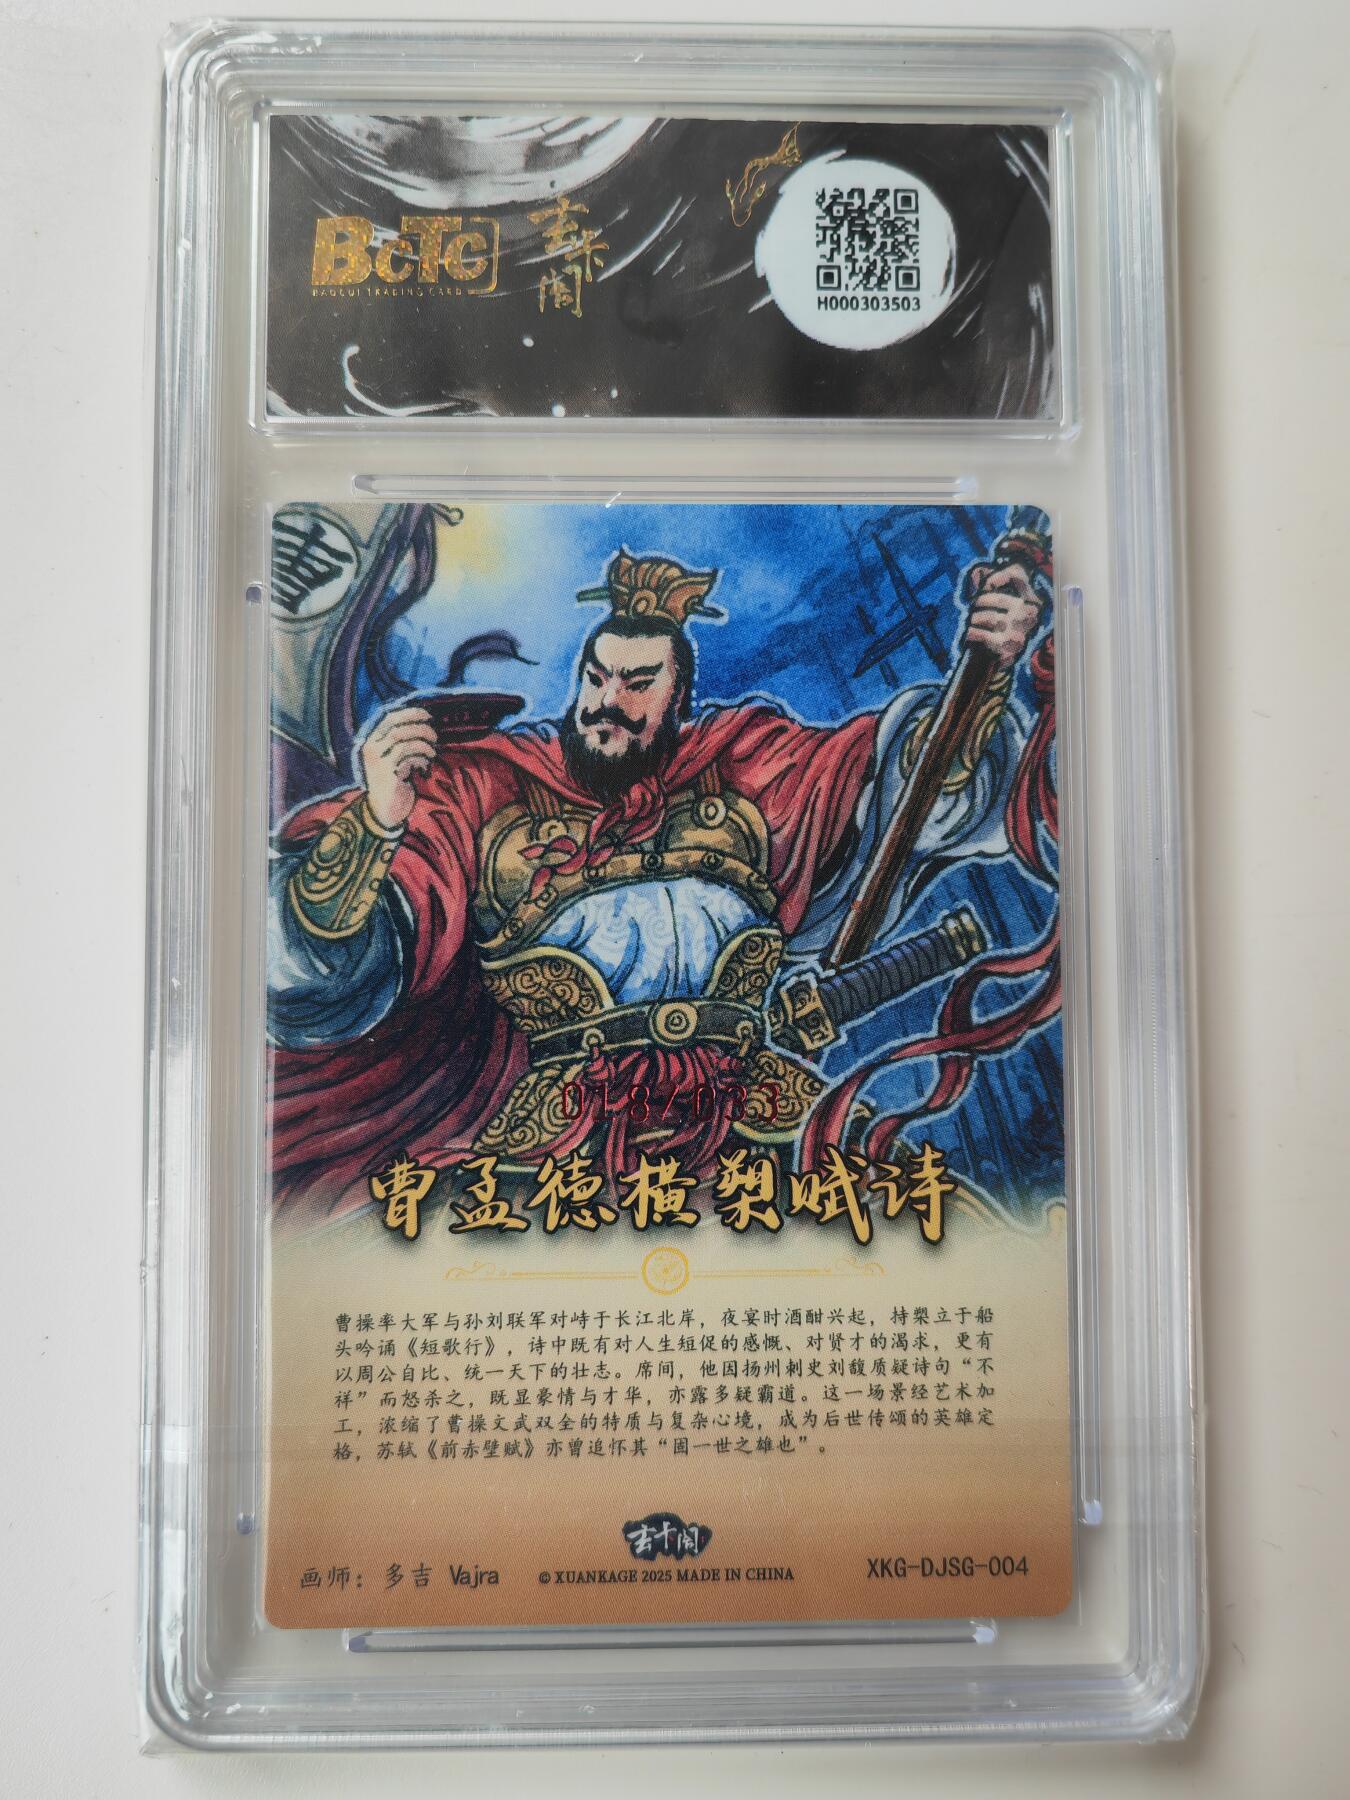 BCTC
BAOCUI TRADING CARD
玄卡阁
H000303503
曹
018/033
曹孟德横槊赋诗
曹操率大军与孙刘联军对峙于长江北岸，夜宴时酒酣兴起，持槊立于船
头吟诵《短歌行》，诗中既有对人生短促的感慨、对贤才的渴求，更有
以周公自比、统一天下的壮志。席间，他因扬州刺史刘馥质疑诗句“不
祥”而怒杀之，既显豪情与才华，亦露多疑霸道。这一场景经艺术加
工，浓缩了曹操文武双全的特质与复杂心境，成为后世传颂的英雄定
格，苏轼《前赤壁赋》亦曾追怀其“固一世之雄也”。
玄卡阁
画师：多吉 Vajra
© XUANKAGE 2025 MADE IN CHINA
XKG-DJSG-004